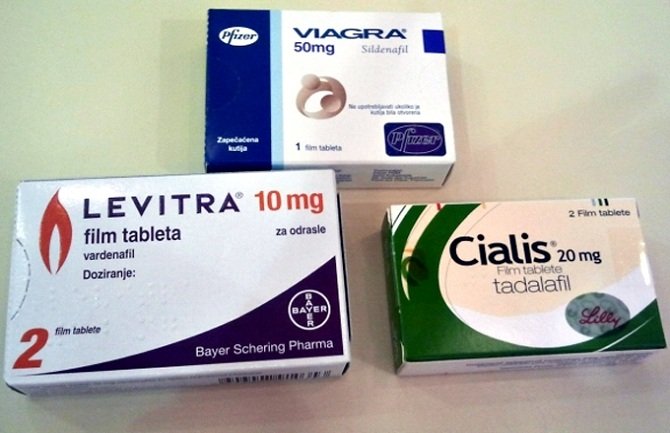 Pfizer
VIAGRA®
50mg
Sildenafil
Ne upotrebljavati ukoliko je
kutija bila otvorena
Zapečaćena
kutija
1 film tableta
Pfizer
LEVITRA® 10 mg
film tableta
za odrasle
vardenafil
Doziranje:
2 film tablete
BAYER
BAYER
Bayer Schering Pharma
2 Film tablete
Cialis® 20 mg
Film tablete
tadalafil
Lilly